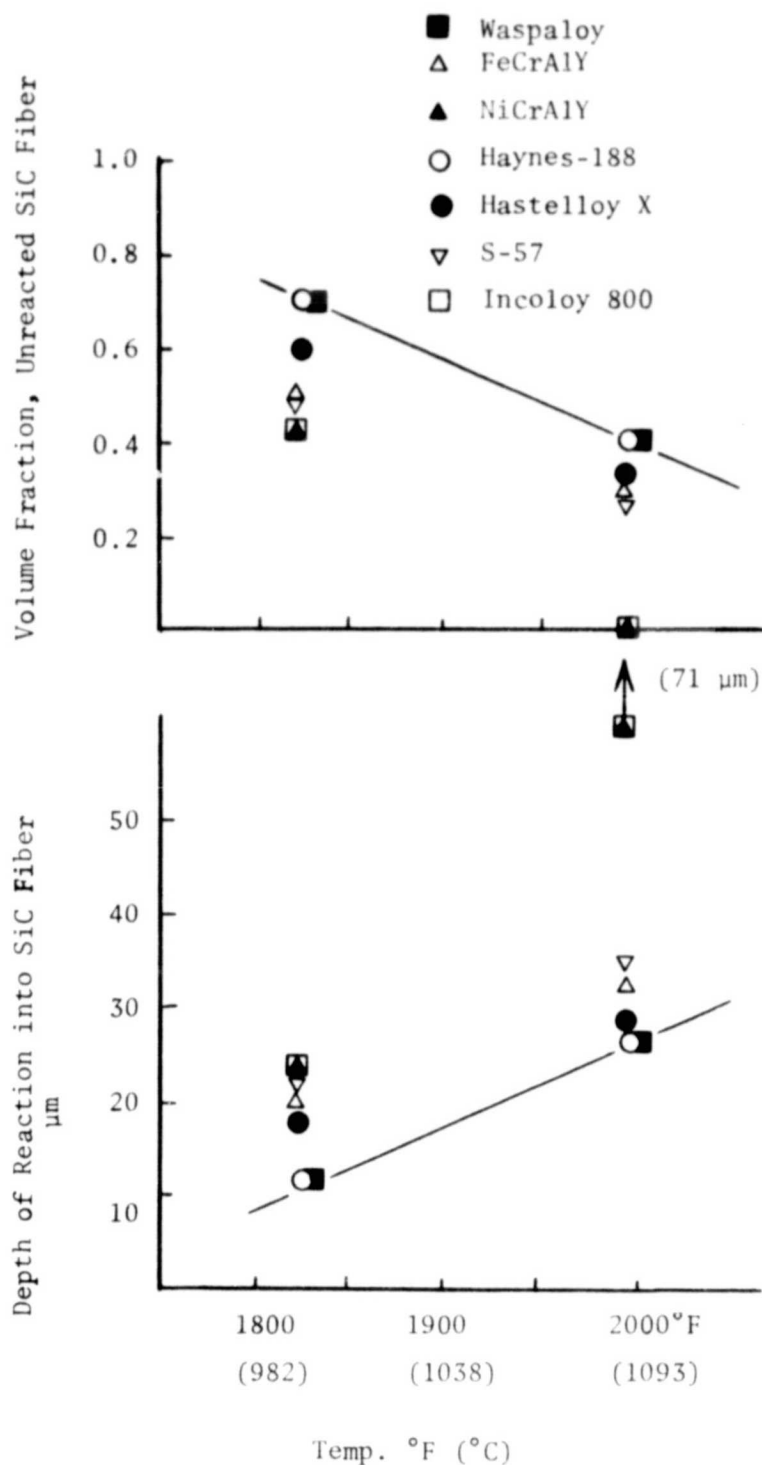 Waspaloy
FeCrAlY
NiCrAlY
Haynes-188
Hastelloy X
S-57
Incoloy 800
Volume Fraction, Unreacted SiC Fiber
1.0
0.8
0.6
0.4
0.2
(71 μm)
Depth of Reaction into SiC Fiber
μm
50
40
30
20
10
1800 1900 2000°F
(982) (1038) (1093)
Temp. °F (°C)